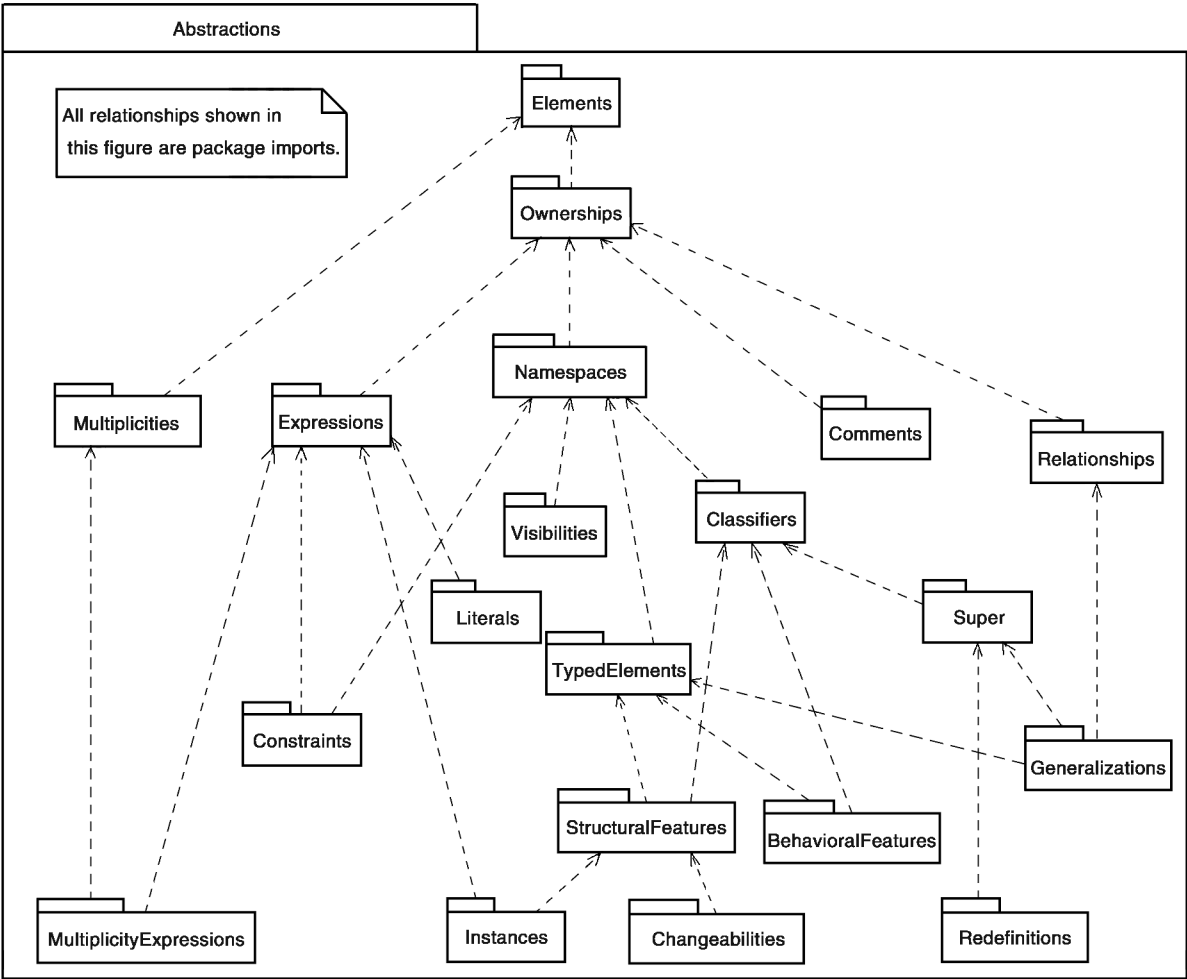 Abstractions
All relationships shown in
this figure are package imports.
Elements
Ownerships
Namespaces
Multiplicities
Expressions
Comments
Relationships
Visibilities
Classifiers
Literals
Super
TypedElements
Constraints
Generalizations
StructuralFeatures
BehavioralFeatures
MultiplicityExpressions
Instances
Changeabilities
Redefinitions